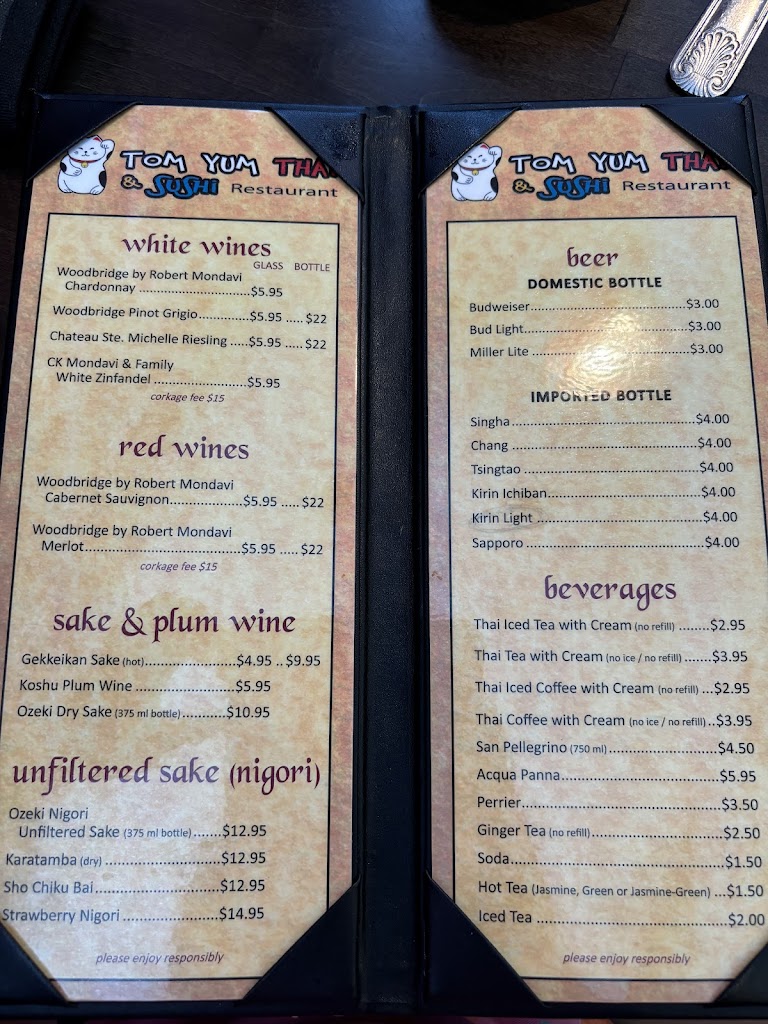 TOM YUM THAI
& SUSHI Restaurant
white wines
GLASS BOTTLE
Woodbridge by Robert Mondavi
Chardonnay ............................$5.95
Woodbridge Pinot Grigio.............$5.95 ..... $22
Chateau Ste. Michelle Riesling .....$5.95 ..... $22
CK Mondavi & Family
White Zinfandel ........................$5.95
corkage fee $15
red wines
Woodbridge by Robert Mondavi
Cabernet Sauvignon..................$5.95 ..... $22
Woodbridge by Robert Mondavi
Merlot.......................................$5.95 ..... $22
corkage fee $15
sake & plum wine
Gekkeikan Sake (hot)......................$4.95 .. $9.95
Koshu Plum Wine .........................$5.95
Ozeki Dry Sake (375 ml bottle)...........$10.95
unfiltered sake (nigori)
Ozeki Nigori
Unfiltered Sake (375 ml bottle) .......$12.95
Karatamba (dry) .............................$12.95
Sho Chiku Bai...............................$12.95
Strawberry Nigori ........................$14.95
please enjoy responsibly
TOM YUM THA
& SUSHI Restaurant
beer
DOMESTIC BOTTLE
Budweiser.......................................$3.00
Bud Light.........................................$3.00
Miller Lite .......................................$3.00
IMPORTED BOTTLE
Singha.............................................$4.00
Chang .............................................$4.00
Tsingtao ..........................................$4.00
Kirin Ichiban.....................................$4.00
Kirin Light ........................................$4.00
Sapporo ..........................................$4.00
beverages
Thai Iced Tea with Cream (no refill) ........$2.95
Thai Tea with Cream (no ice / no refill) .......$3.95
Thai Iced Coffee with Cream (no refill) ...$2.95
Thai Coffee with Cream (no ice / no refill)..$3.95
San Pellegrino (750 ml)...........................$4.50
Acqua Panna.......................................$5.95
Perrier................................................$3.50
Ginger Tea (no refill)...............................$2.50
Soda...................................................$1.50
Hot Tea (Jasmine, Green or Jasmine-Green) ...$1.50
Iced Tea ..............................................$2.00
please enjoy responsibly